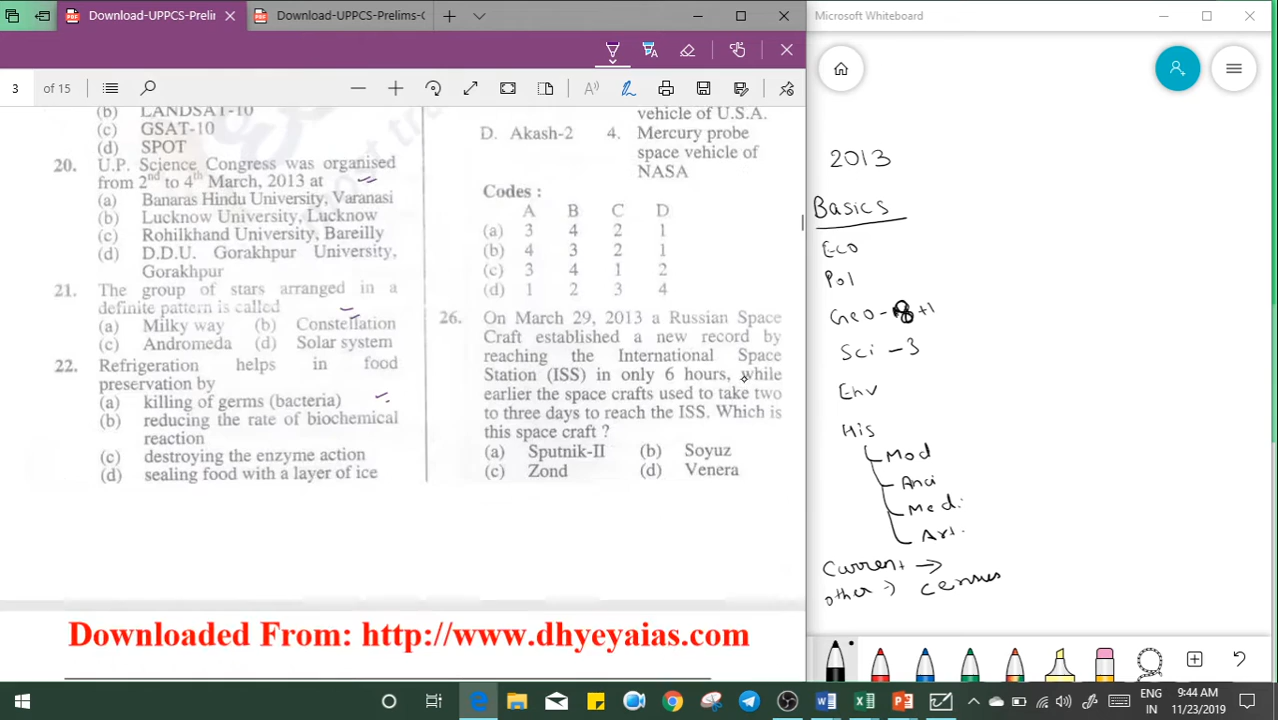 Download-UPPCS-Prelin
Download-UPPCS-Prelims-G
Microsoft Whiteboard
3 of 15
(b) LANDSAT-10
(c) GSAT-10
(d) SPOT
20. U.P. Science Congress was organised
from 2nd to 4th March, 2013 at
(a) Banaras Hindu University, Varanasi
(b) Lucknow University, Lucknow
(c) Rohilkhand University, Bareilly
(d) D.D.U. Gorakhpur University,
Gorakhpur
21. The group of stars arranged in a
definite pattern is called
(a) Milky way (b) Constellation
(c) Andromeda (d) Solar system
22. Refrigeration helps in food
preservation by
(a) killing of germs (bacteria)
(b) reducing the rate of biochemical
reaction
(c) destroying the enzyme action
(d) sealing food with a layer of ice
vehicle of U.S.A.
D. Akash-2 4. Mercury probe
space vehicle of
NASA
Codes :
A B C D
(a) 3 4 2 1
(b) 4 3 2 1
(c) 3 4 1 2
(d) 1 2 3 4
26. On March 29, 2013 a Russian Space
Craft established a new record by
reaching the International Space
Station (ISS) in only 6 hours, while
earlier the space crafts used to take two
to three days to reach the ISS. Which is
this space craft ?
(a) Sputnik-II (b) Soyuz
(c) Zond (d) Venera
Downloaded From: http://www.dhyeyaias.com
2013
Basics
Eco
Pol
Geo - 8 +1
Sci - 3
Env
His
Mod
Anci
Medi
Art.
Current →
other → census
ENG
IN
9:44 AM
11/23/2019